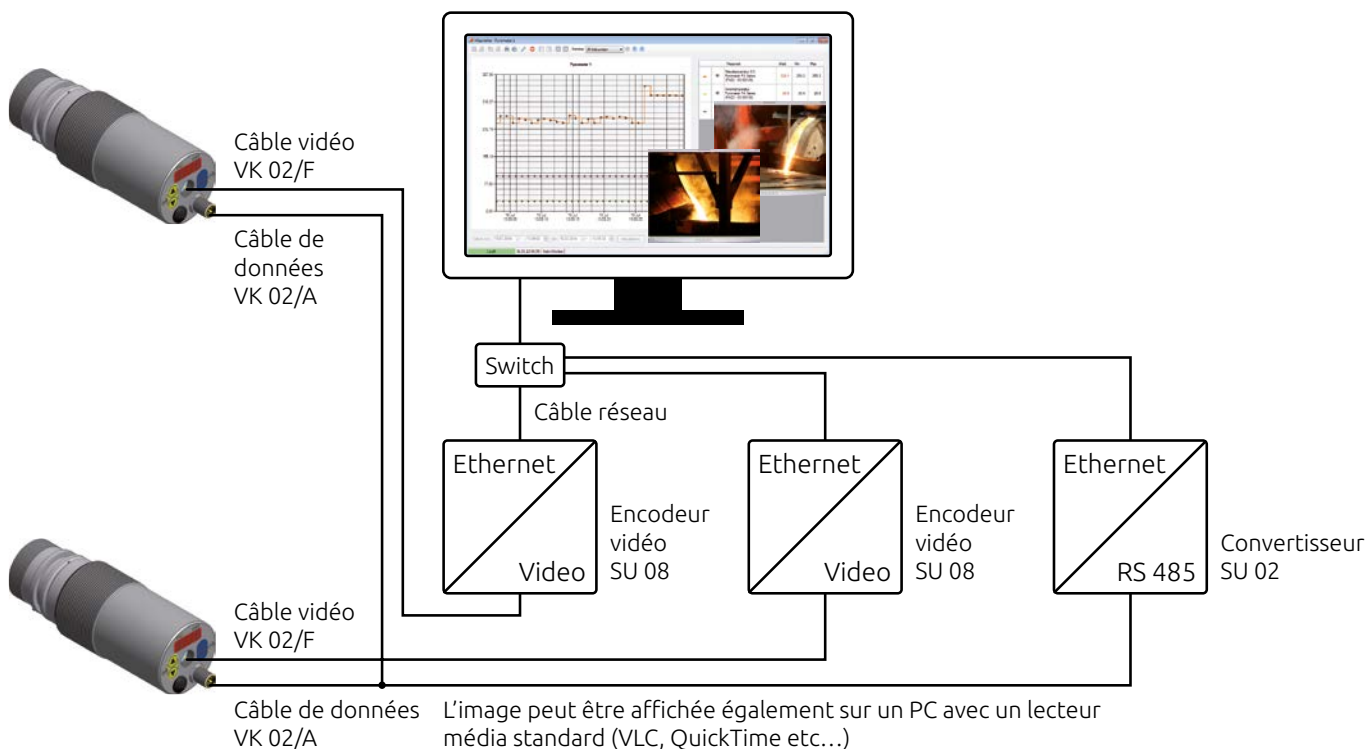 Câble vidéo
VK 02/F
Câble de
données
VK 02/A
Switch
Câble réseau
Ethernet
Video
Encodeur
vidéo
SU 08
Ethernet
Video
Encodeur
vidéo
SU 08
Ethernet
RS 485
Convertisseur
SU 02
Câble vidéo
VK 02/F
Câble de données
VK 02/A
L’image peut être affichée également sur un PC avec un lecteur
média standard (VLC, QuickTime etc…)